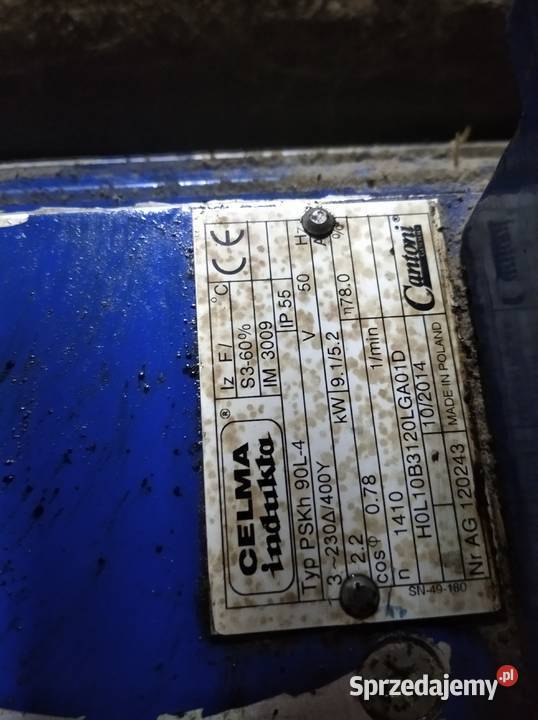 CELMA ®
indukta
Iz F/ °C
S3-60%
IM 3009
CE
Typ PSKh 90L-4
IP 55
3~230Δ/400Y V 50 Hz
2.2 kW 9.1/5.2 A
cos φ 0.78 η78.0 %
n 1410 1/min
H0L10B3120LGA01D
10/2014
Nr AG 120243
MADE IN POLAND
Cantoni®
SN-49-180
Sprzedajemy.pl